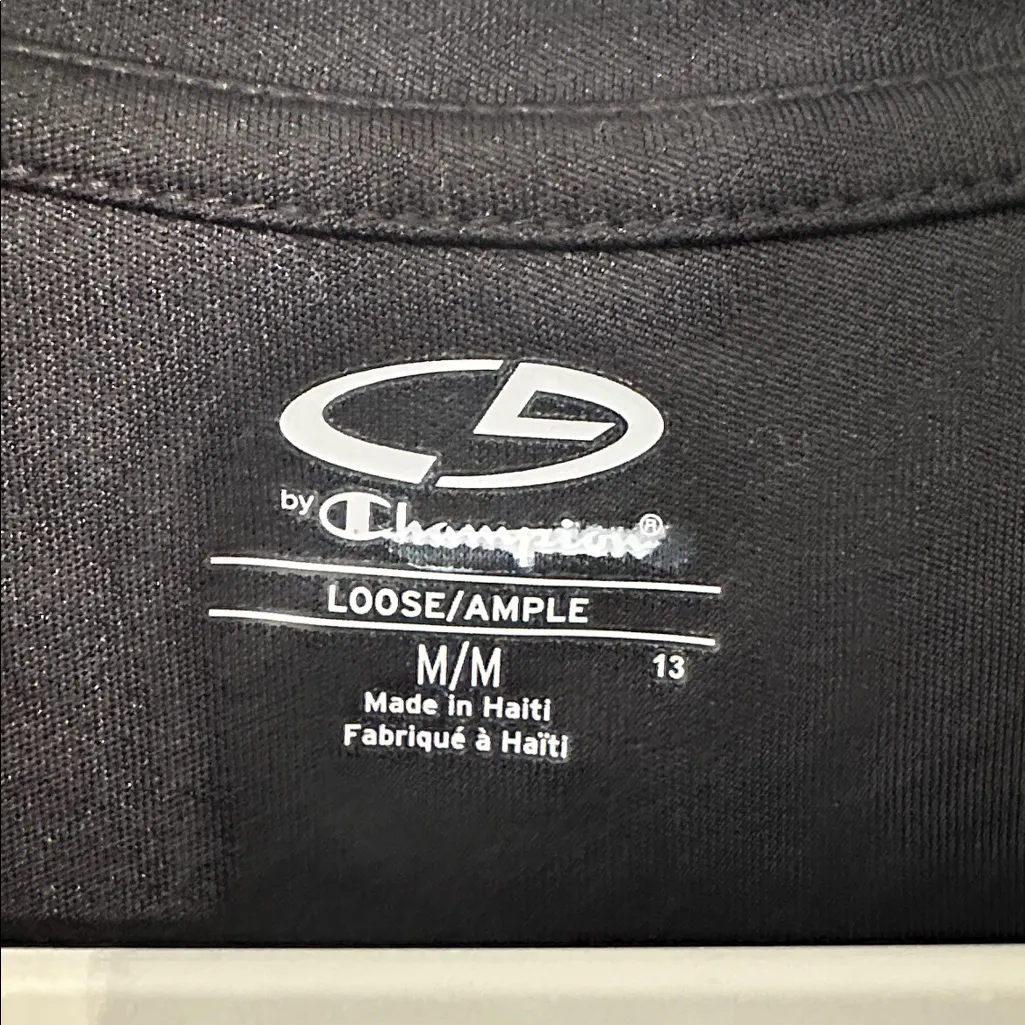 by Champion®
LOOSE/AMPLE
M/M 13
Made in Haiti
Fabriqué à Haïti